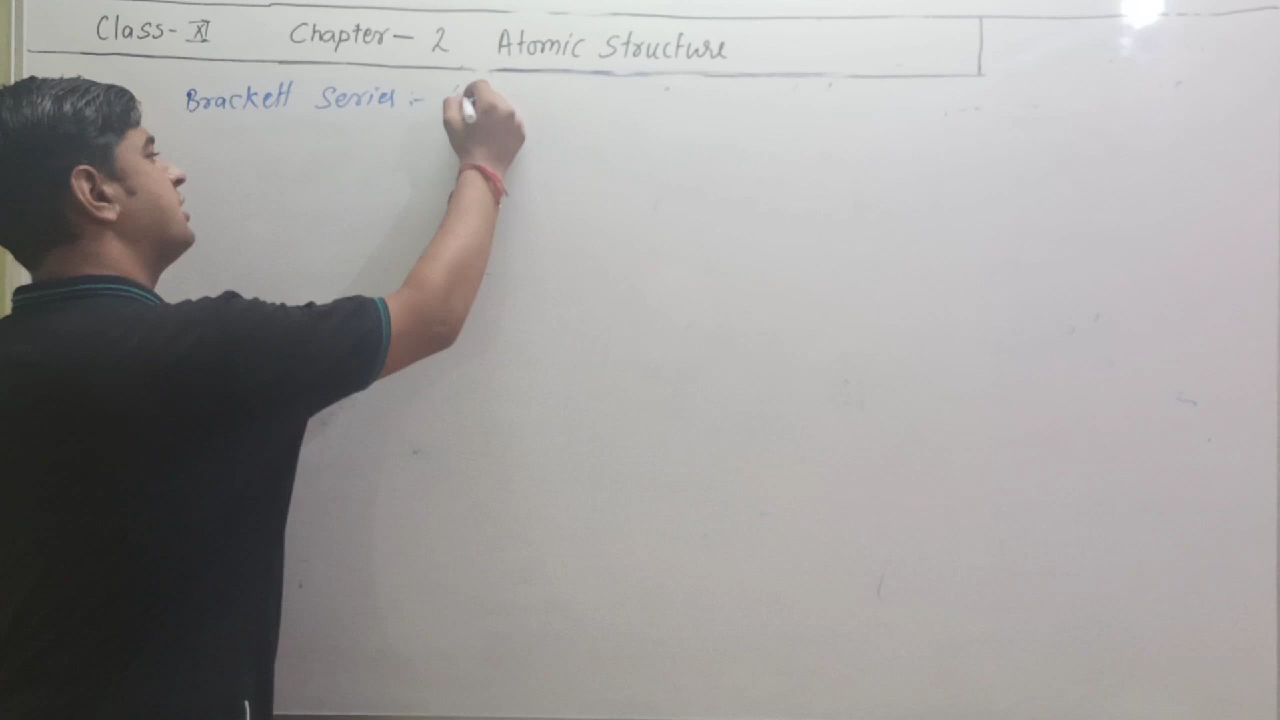 Class- XI Chapter- 2 Atomic Structure
Brackett Series :-